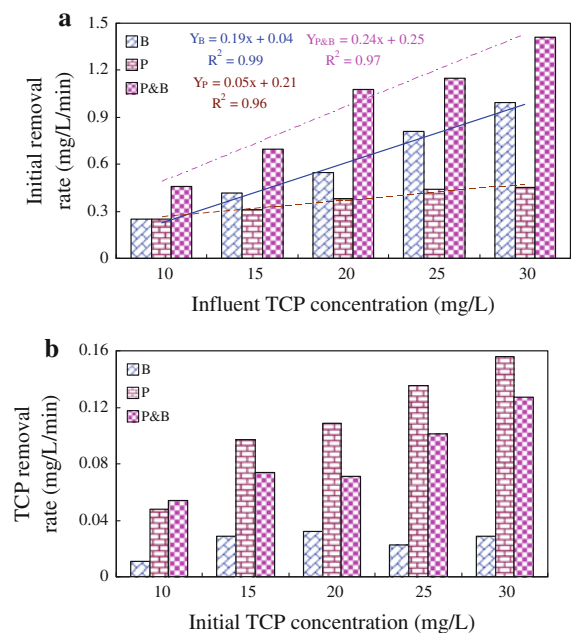 a
B
P
P&B
Y_B = 0.19x + 0.04
R² = 0.99
Y_P&B = 0.24x + 0.25
R² = 0.97
Y_P = 0.05x + 0.21
R² = 0.96
1.5
1.2
0.9
0.6
0.3
0
Initial removal
rate (mg/L/min)
10 15 20 25 30
Influent TCP concentration (mg/L)
b
B
P
P&B
0.16
0.12
0.08
0.04
0
TCP removal
rate (mg/L/min)
10 15 20 25 30
Initial TCP concentration (mg/L)